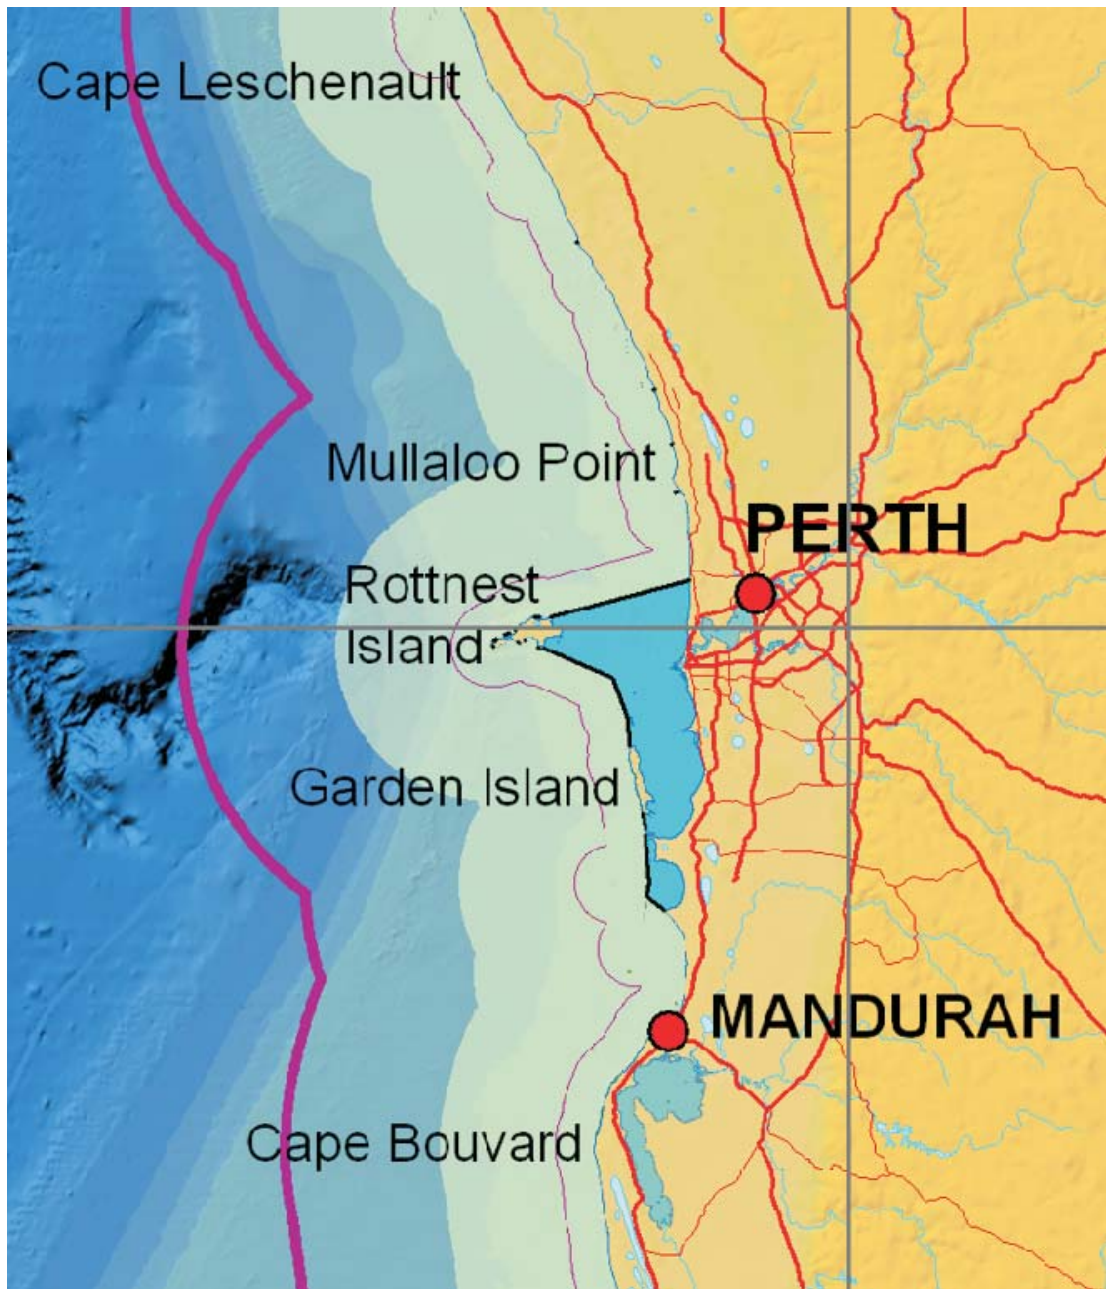 Cape Leschenault
Mullaloo Point
PERTH
Rottnest
Island
Garden Island
MANDURAH
Cape Bouvard